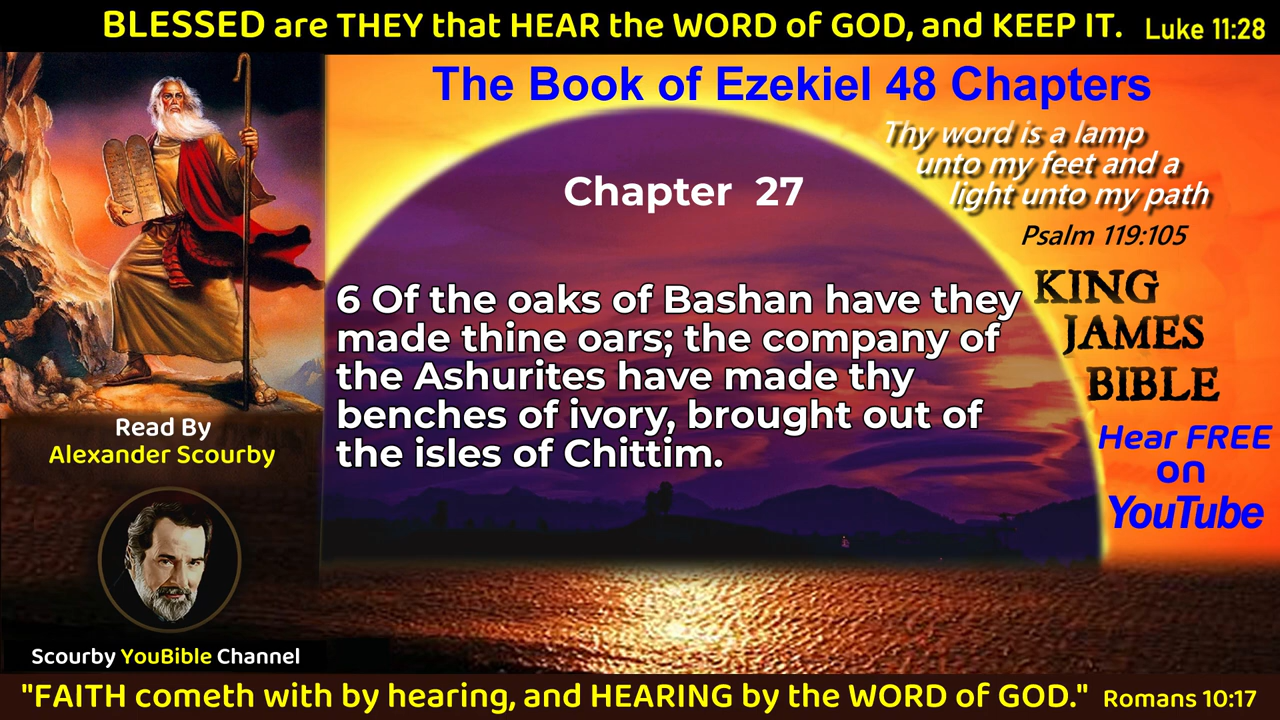 BLESSED are THEY that HEAR the WORD of GOD, and KEEP IT. Luke 11:28
The Book of Ezekiel 48 Chapters
Thy word is a lamp
unto my feet and a
light unto my path
Psalm 119:105
Chapter 27
6 Of the oaks of Bashan have they
made thine oars; the company of
the Ashurites have made thy
benches of ivory, brought out of
the isles of Chittim.
KING
JAMES
BIBLE
Hear FREE
on
YouTube
Read By
Alexander Scourby
Scourby YouBible Channel
"FAITH cometh with by hearing, and HEARING by the WORD of GOD." Romans 10:17